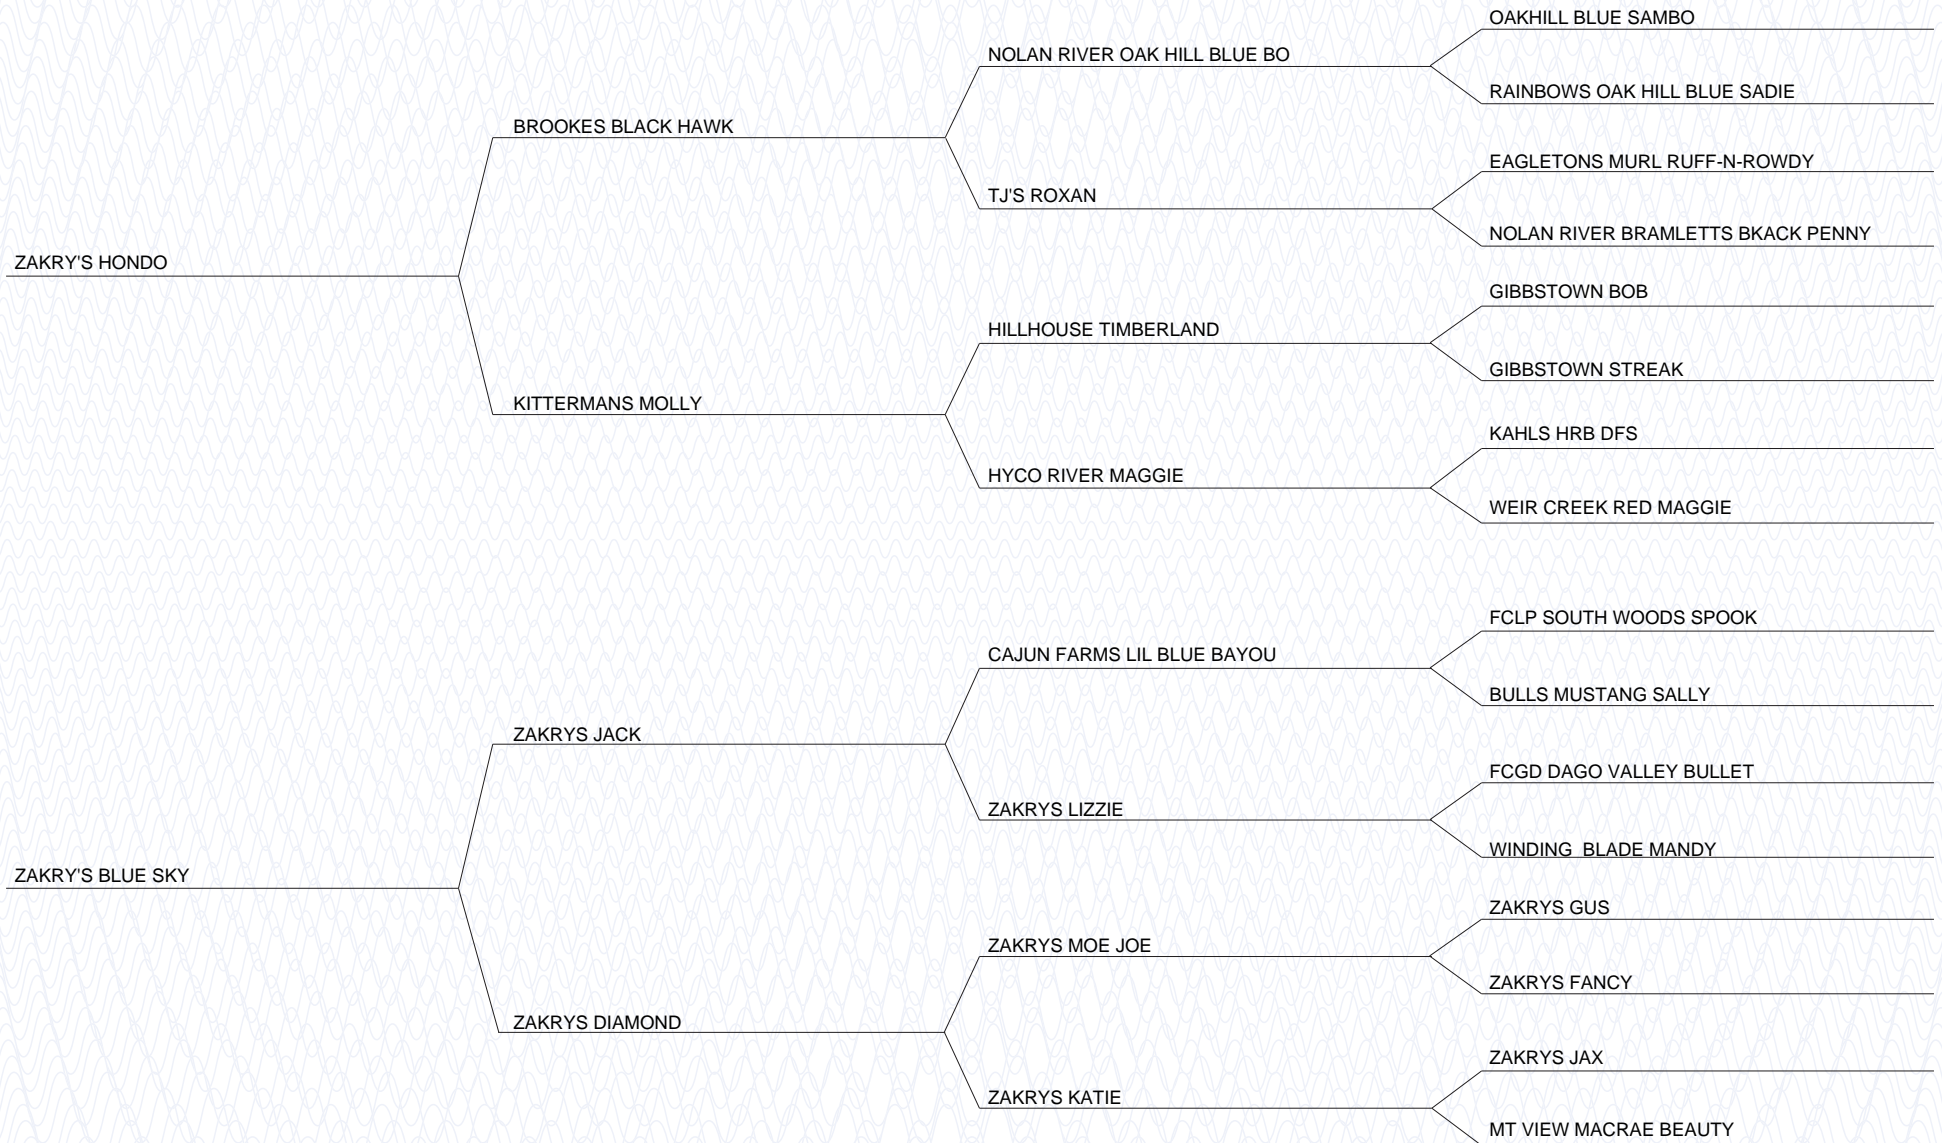 OAKHILL BLUE SAMBO
NOLAN RIVER OAK HILL BLUE BO
RAINBOWS OAK HILL BLUE SADIE
BROOKES BLACK HAWK
EAGLETONS MURL RUFF-N-ROWDY
TJ'S ROXAN
NOLAN RIVER BRAMLETTS BKACK PENNY
ZAKRY'S HONDO
GIBBSTOWN BOB
HILLHOUSE TIMBERLAND
GIBBSTOWN STREAK
KITTERMANS MOLLY
KAHLS HRB DFS
HYCO RIVER MAGGIE
WEIR CREEK RED MAGGIE
FCLP SOUTH WOODS SPOOK
CAJUN FARMS LIL BLUE BAYOU
BULLS MUSTANG SALLY
ZAKRYS JACK
FCGD DAGO VALLEY BULLET
ZAKRYS LIZZIE
WINDING  BLADE MANDY
ZAKRY'S BLUE SKY
ZAKRYS GUS
ZAKRYS MOE JOE
ZAKRYS FANCY
ZAKRYS DIAMOND
ZAKRYS JAX
ZAKRYS KATIE
MT VIEW MACRAE BEAUTY